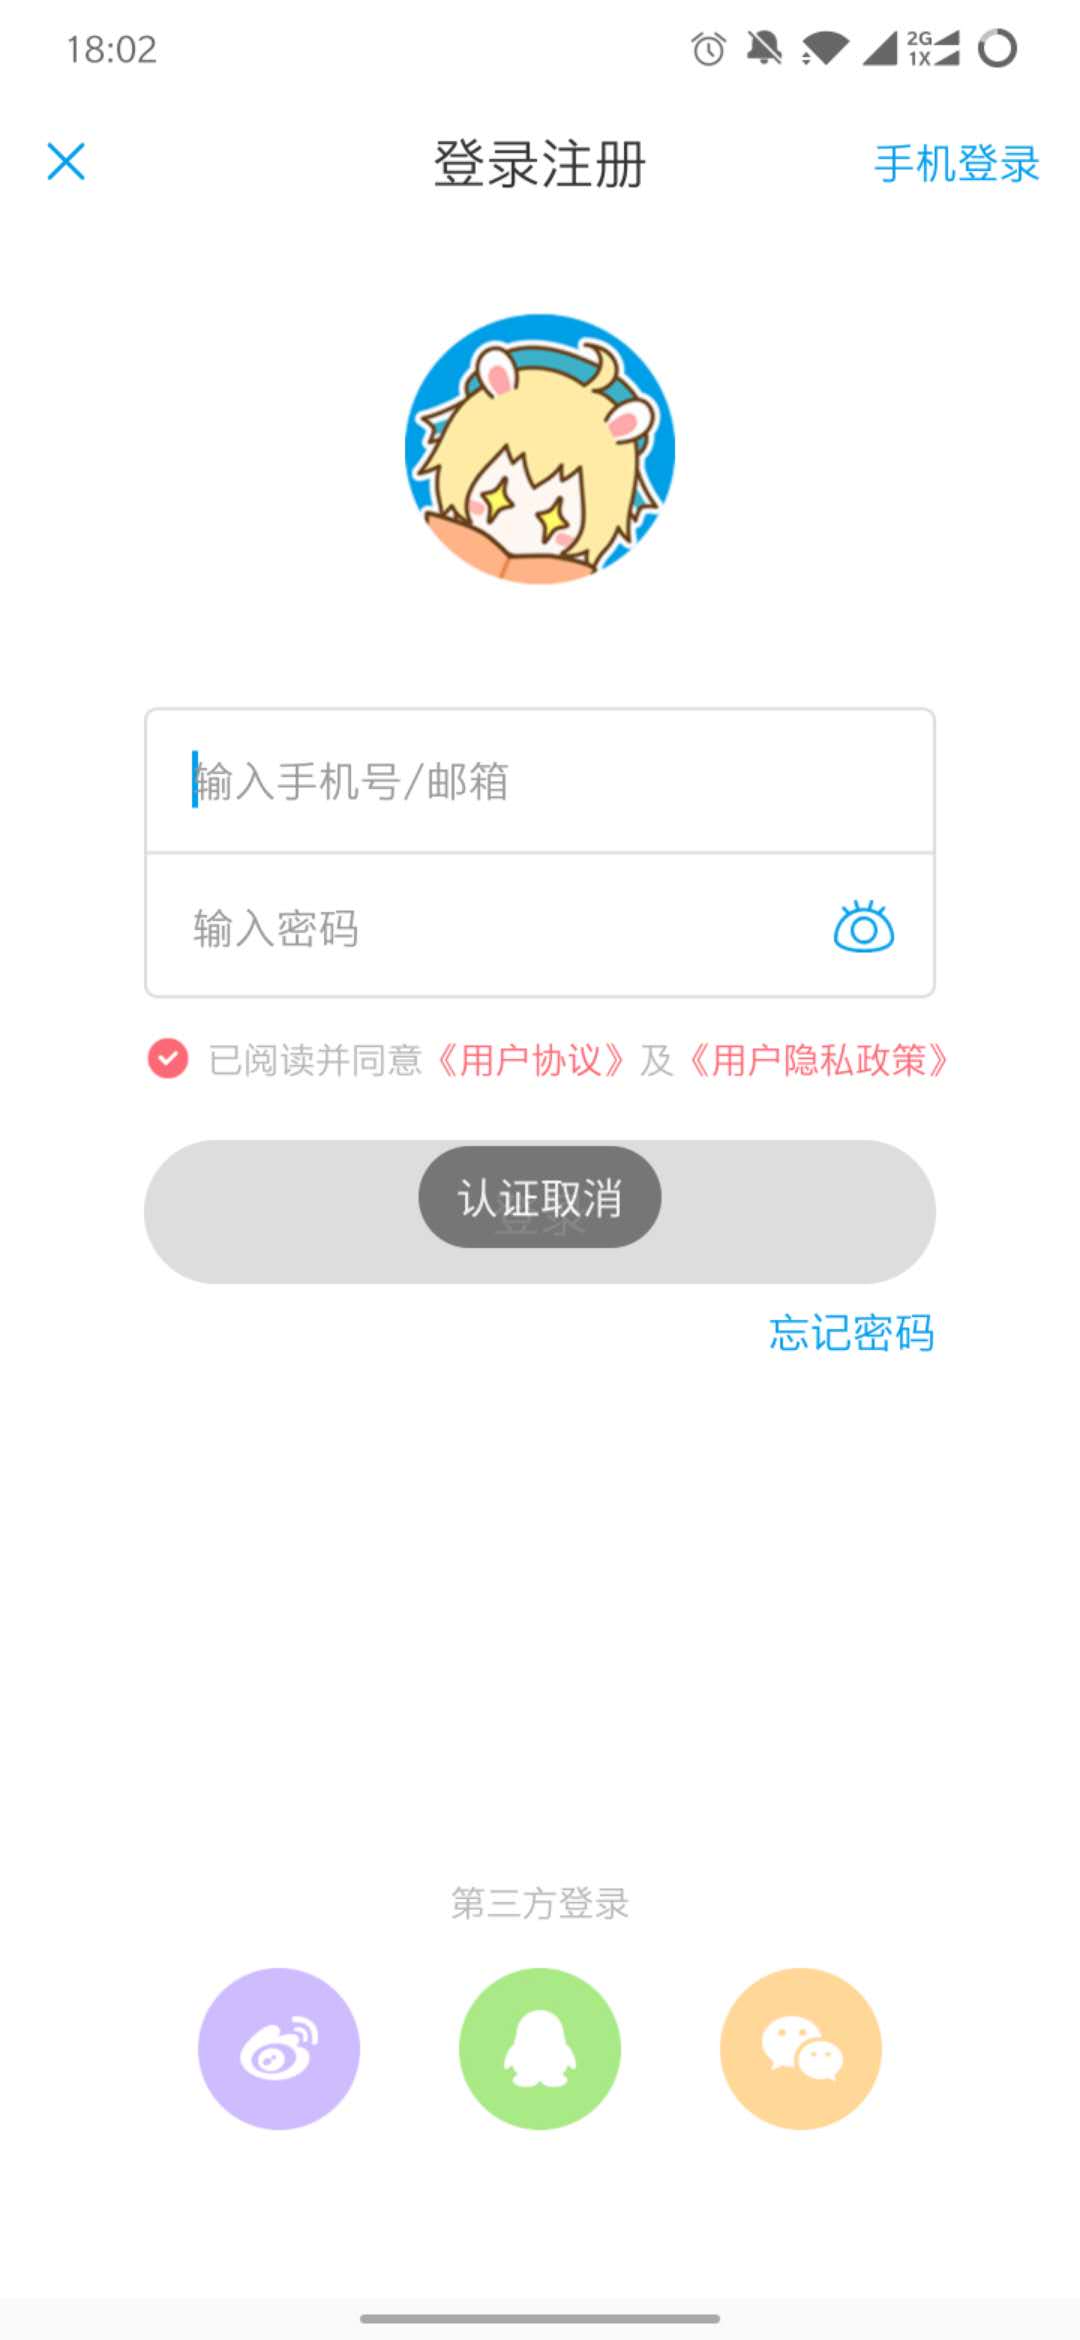 18:02
2G
1X
登录注册
手机登录
输入手机号/邮箱
输入密码
已阅读并同意《用户协议》及《用户隐私政策》
认证取消
登录
忘记密码
第三方登录